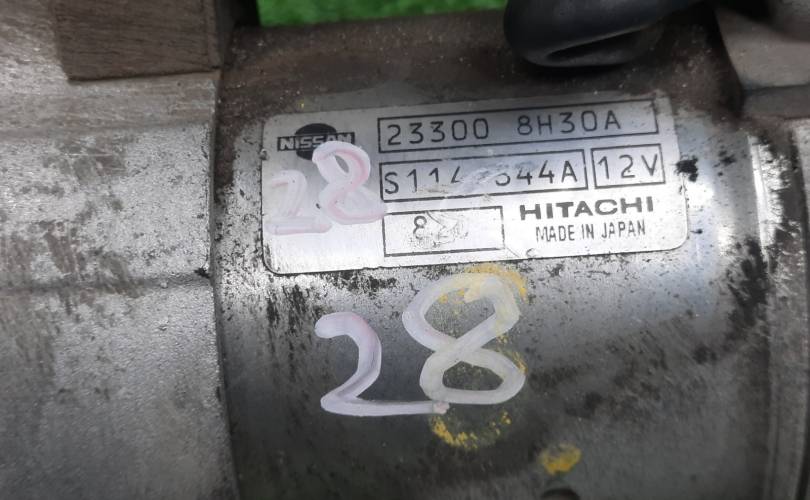 NISSAN 23300 8H30A
28 12V
HITACHI
MADE IN JAPAN
28